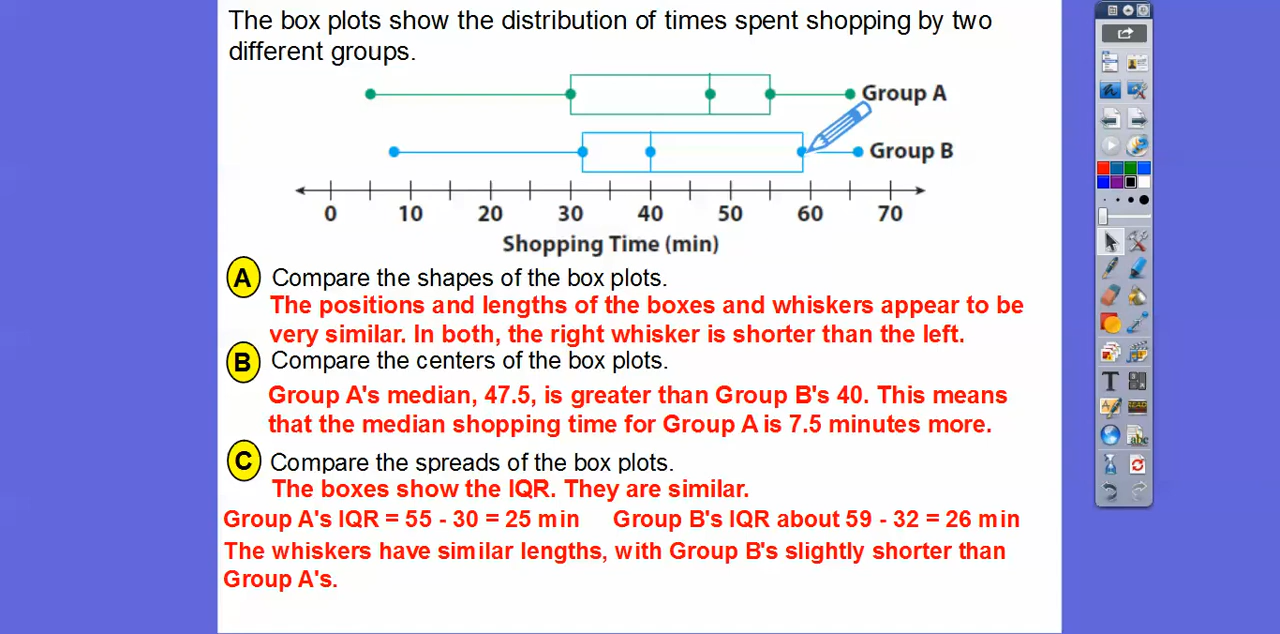 The box plots show the distribution of times spent shopping by two
different groups.
Group A
Group B
0 10 20 30 40 50 60 70
Shopping Time (min)
A Compare the shapes of the box plots.
The positions and lengths of the boxes and whiskers appear to be
very similar. In both, the right whisker is shorter than the left.
B Compare the centers of the box plots.
Group A's median, 47.5, is greater than Group B's 40. This means
that the median shopping time for Group A is 7.5 minutes more.
C Compare the spreads of the box plots.
The boxes show the IQR. They are similar.
Group A's IQR = 55 - 30 = 25 min Group B's IQR about 59 - 32 = 26 min
The whiskers have similar lengths, with Group B's slightly shorter than
Group A's.